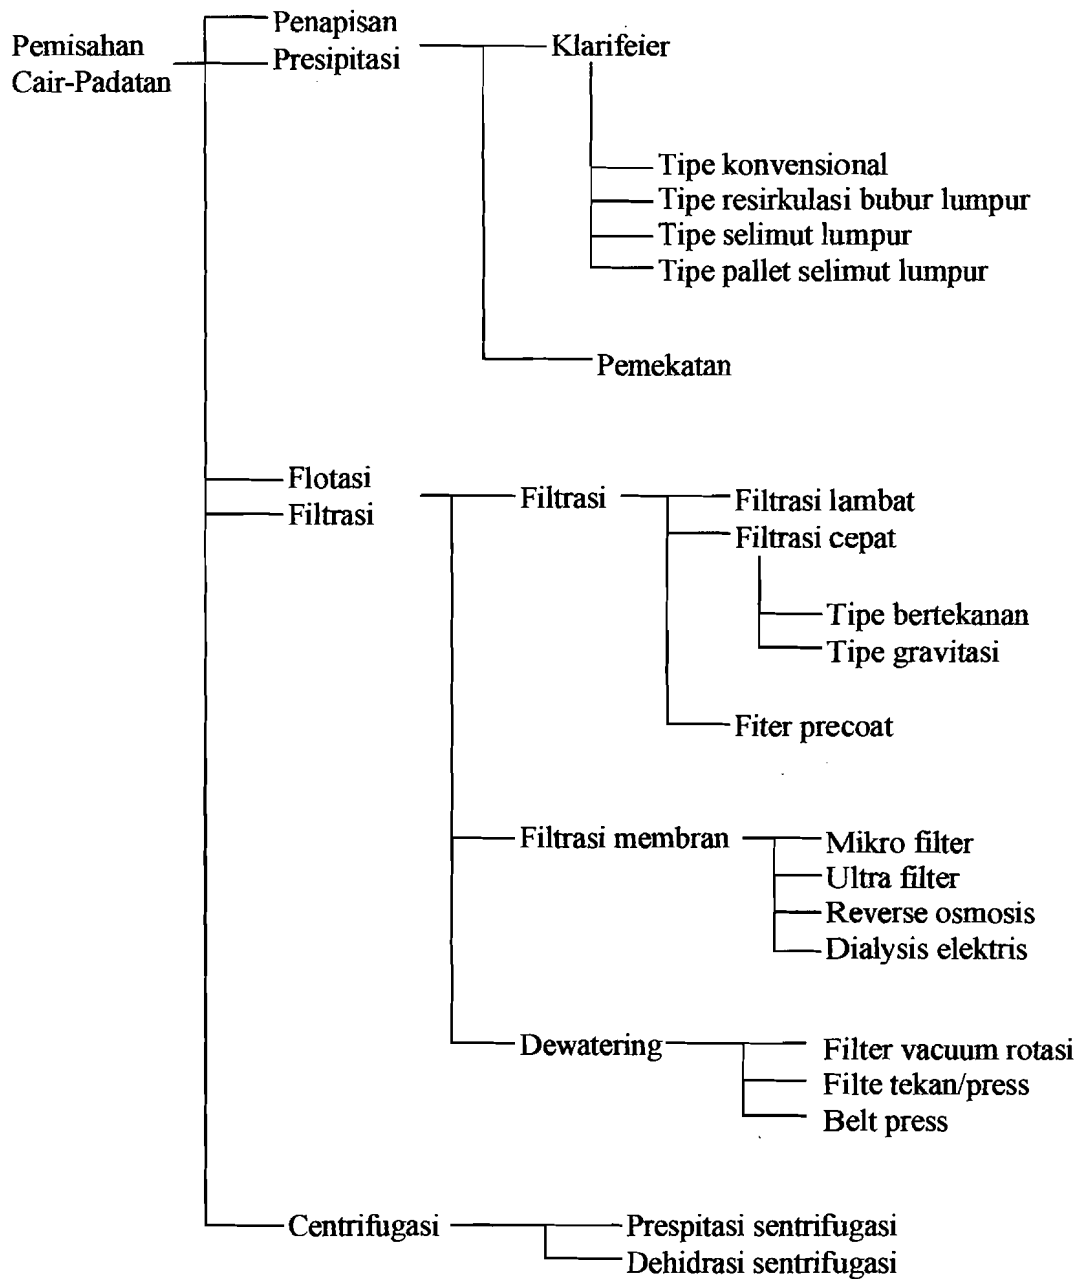 Pemisahan
Cair-Padatan
Penapisan
Presipitasi
Klarifeier
Tipe konvensional
Tipe resirkulasi bubur lumpur
Tipe selimut lumpur
Tipe pallet selimut lumpur
Pemekatan
Flotasi
Filtrasi
Filtrasi
Filtrasi lambat
Filtrasi cepat
Tipe bertekanan
Tipe gravitasi
Fiter precoat
Filtrasi membran
Mikro filter
Ultra filter
Reverse osmosis
Dialysis elektris
Dewatering
Filter vacuum rotasi
Filte tekan/press
Belt press
Centrifugasi
Prespitasi sentrifugasi
Dehidrasi sentrifugasi